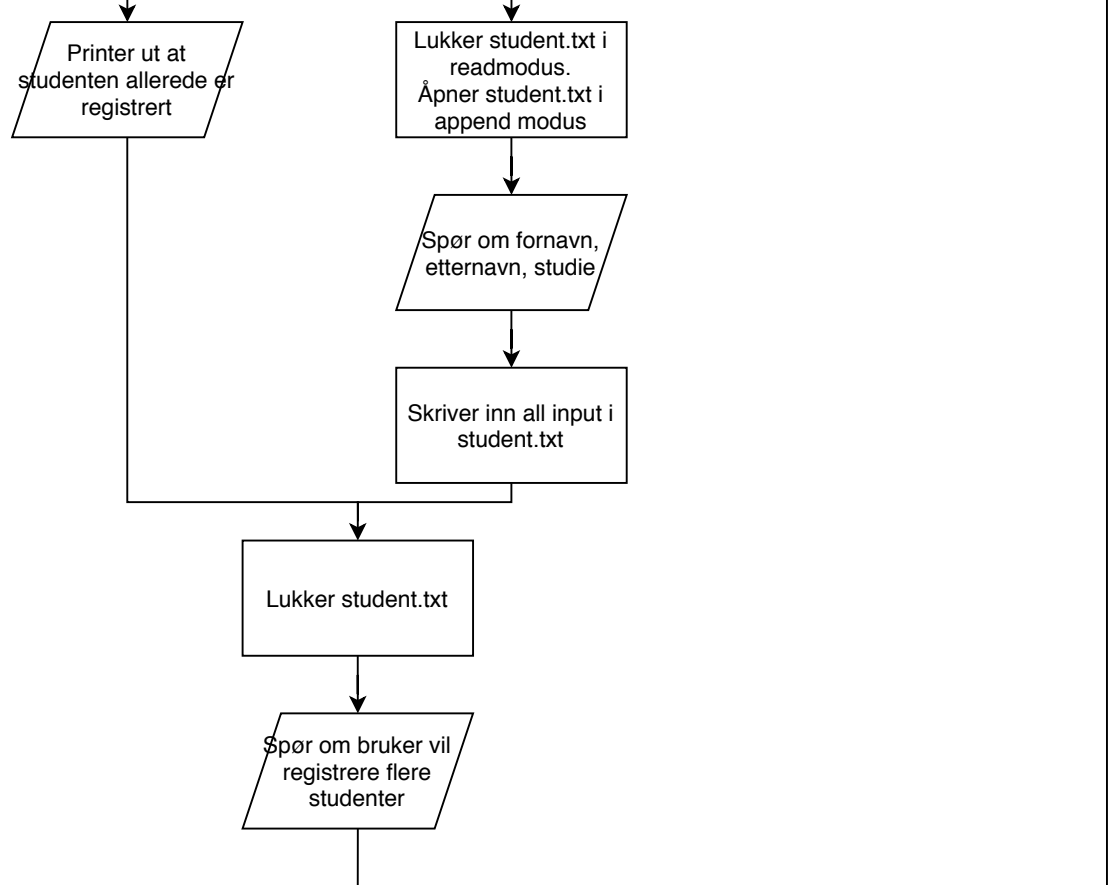 Printer ut at
studenten allerede er
registrert
Lukker student.txt i
readmodus.
Åpner student.txt i
append modus
Spør om fornavn,
etternavn, studie
Skriver inn all input i
student.txt
Lukker student.txt
Spør om bruker vil
registrere flere
studenter